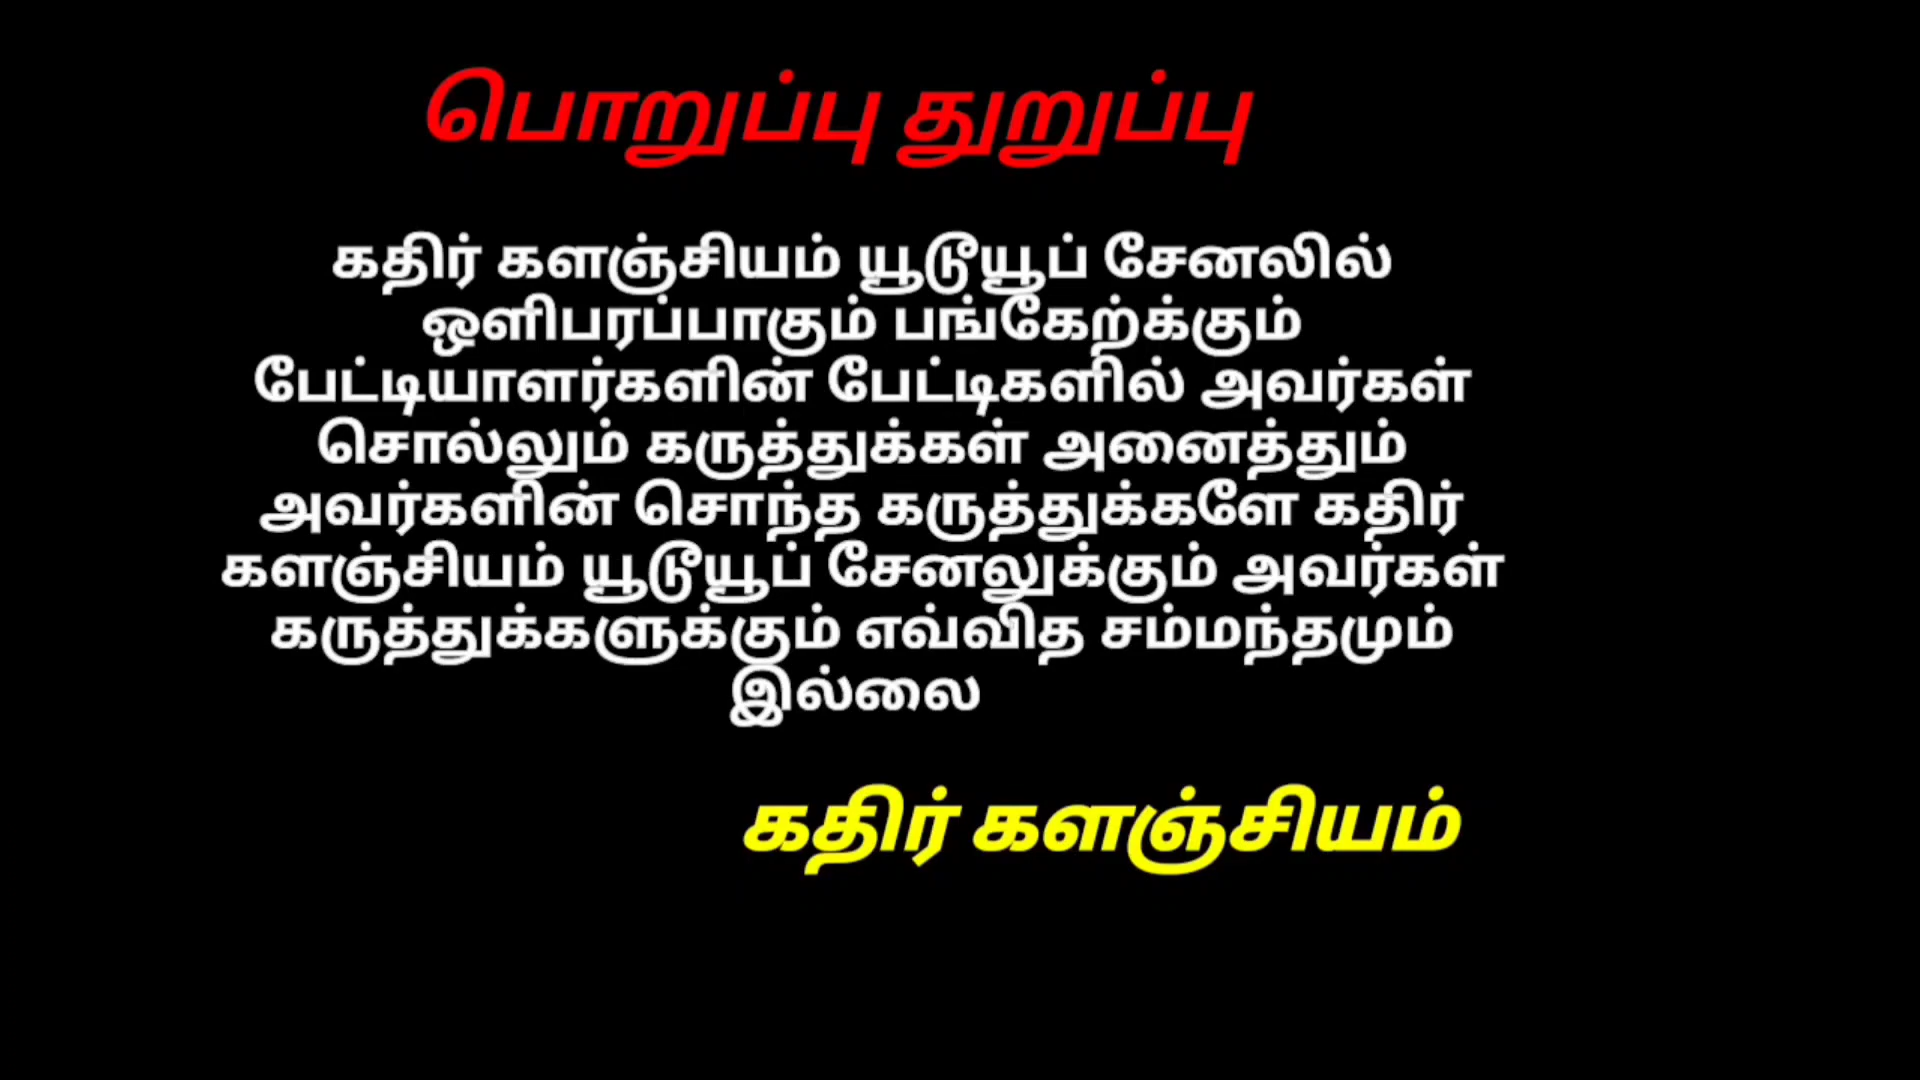 பொறுப்பு துறுப்பு
கதிர் களஞ்சியம் யூடூயூப் சேனலில்
ஒளிபரப்பாகும் பங்கேற்க்கும்
பேட்டியாளர்களின் பேட்டிகளில் அவர்கள்
சொல்லும் கருத்துக்கள் அனைத்தும்
அவர்களின் சொந்த கருத்துக்களே கதிர்
களஞ்சியம் யூடூயூப் சேனலுக்கும் அவர்கள்
கருத்துக்களுக்கும் எவ்வித சம்மந்தமும்
இல்லை
கதிர் களஞ்சியம்